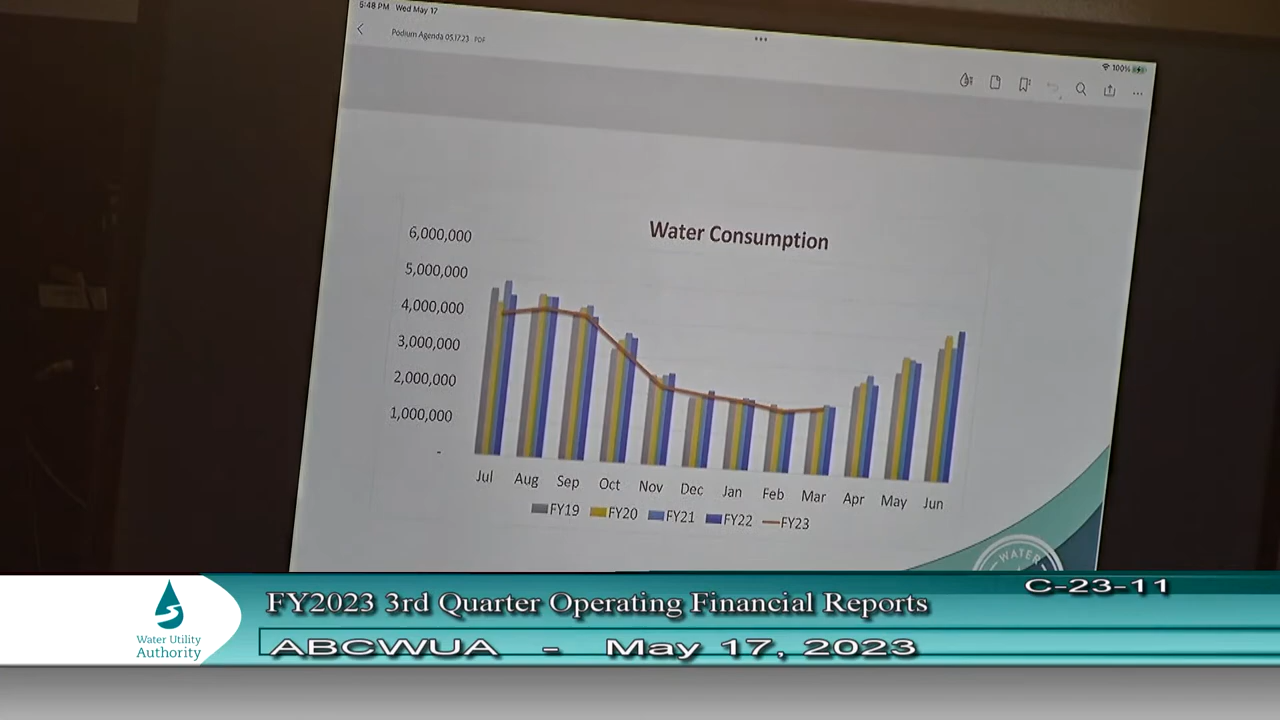 5:48 PM Wed May 17
100%
Podium Agenda 05.17.23 PDF
Water Consumption
6,000,000
5,000,000
4,000,000
3,000,000
2,000,000
1,000,000
-
Jul Aug Sep Oct Nov Dec Jan Feb Mar Apr May Jun
FY19 FY20 FY21 FY22 FY23
WATER
C-23-11
FY2023 3rd Quarter Operating Financial Reports
ABCWUA - May 17, 2023
Water Utility
Authority